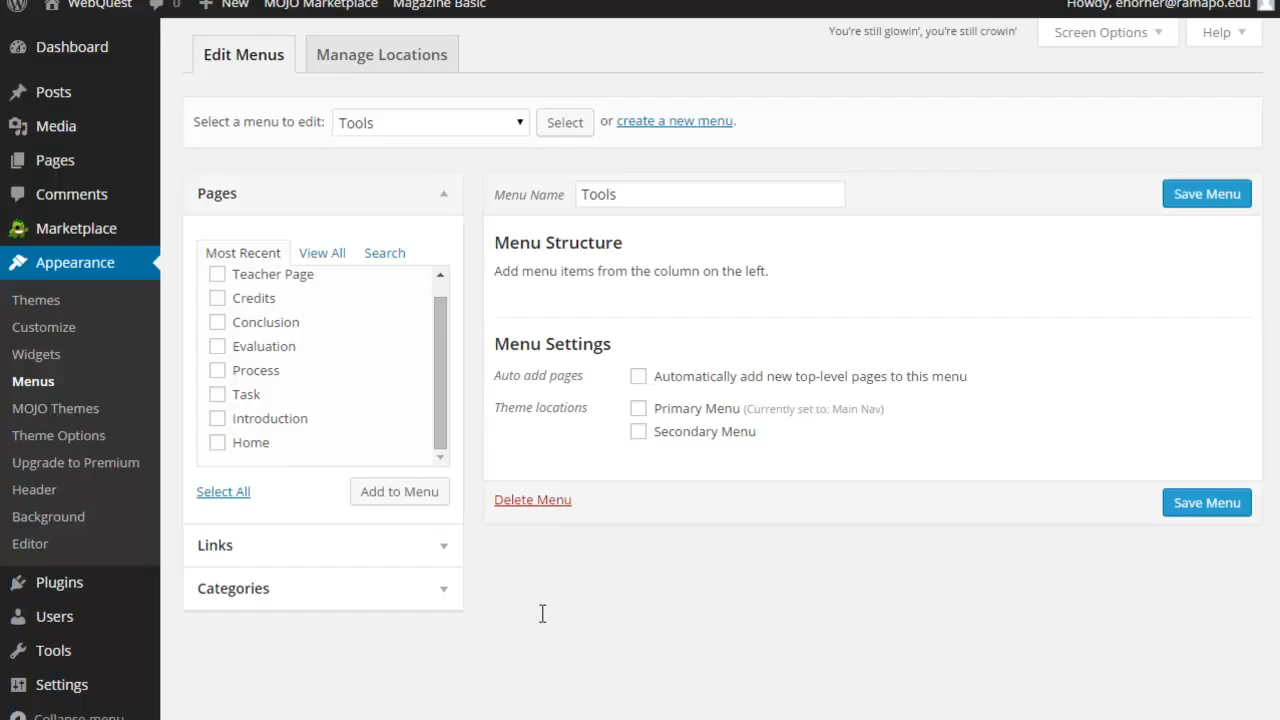 WebQuest 0 New MOJO Marketplace Magazine Basic Howdy, enorner@ramapo.edu
You're still glowin', you're still crowin'
Screen Options
Help
Dashboard
Posts
Media
Pages
Comments
Marketplace
Appearance
Themes
Customize
Widgets
Menus
MOJO Themes
Theme Options
Upgrade to Premium
Header
Background
Editor
Plugins
Users
Tools
Settings
Collapse menu
Edit Menus
Manage Locations
Select a menu to edit: Tools Select or create a new menu.
Pages
Most Recent View All Search
Teacher Page
Credits
Conclusion
Evaluation
Process
Task
Introduction
Home
Select All Add to Menu
Links
Categories
Menu Name Tools Save Menu
Menu Structure
Add menu items from the column on the left.
Menu Settings
Auto add pages Automatically add new top-level pages to this menu
Theme locations Primary Menu (Currently set to: Main Nav)
Secondary Menu
Delete Menu Save Menu